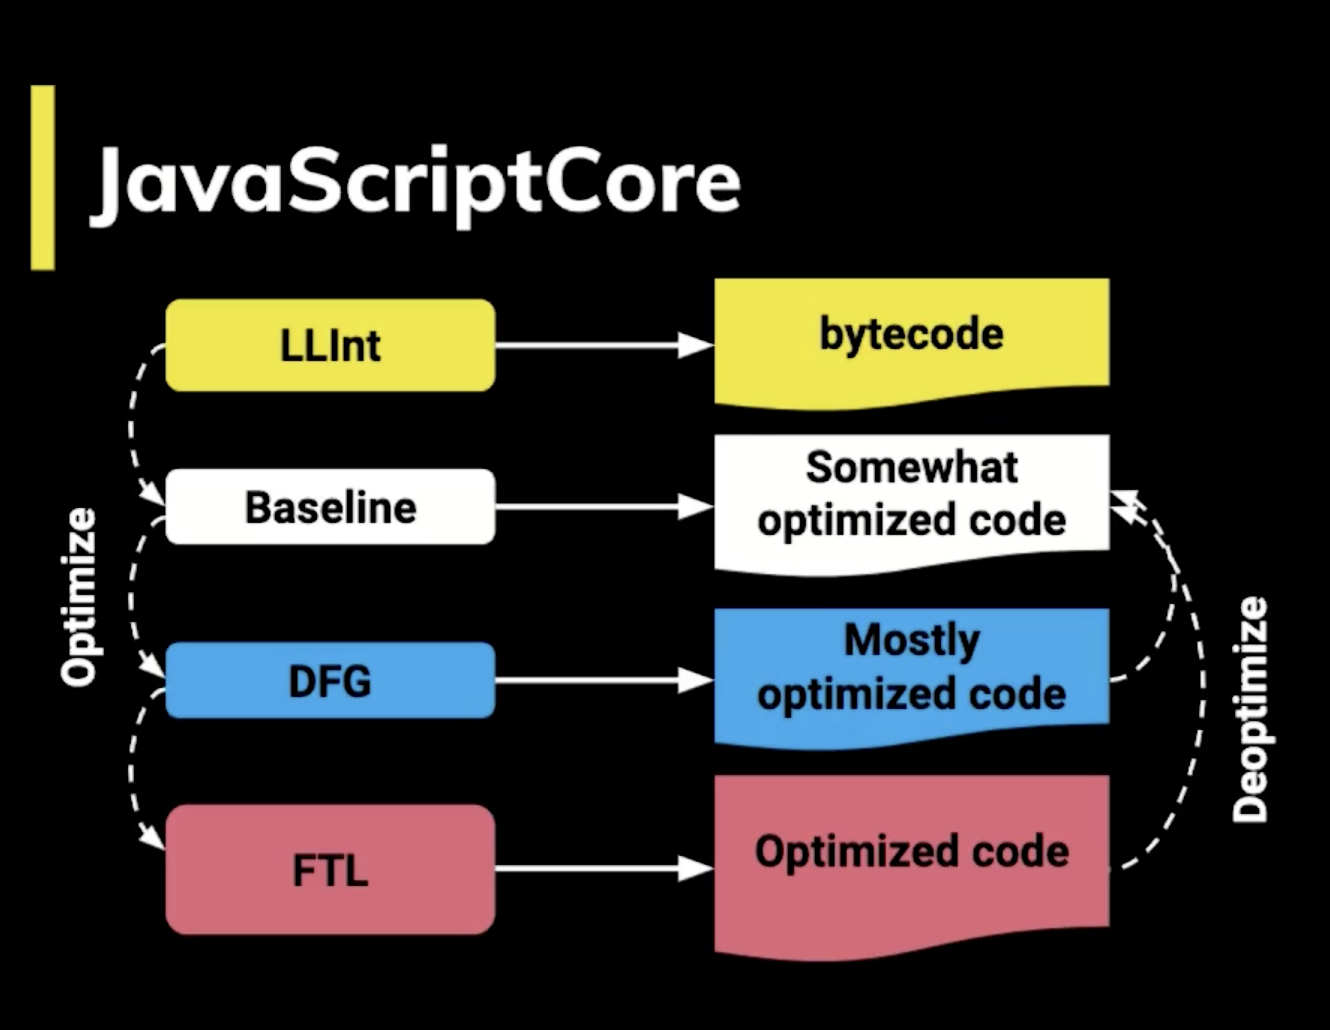 JavaScriptCore
LLInt
bytecode
Baseline
Somewhat
optimized code
DFG
Mostly
optimized code
FTL
Optimized code
Optimize
Deoptimize